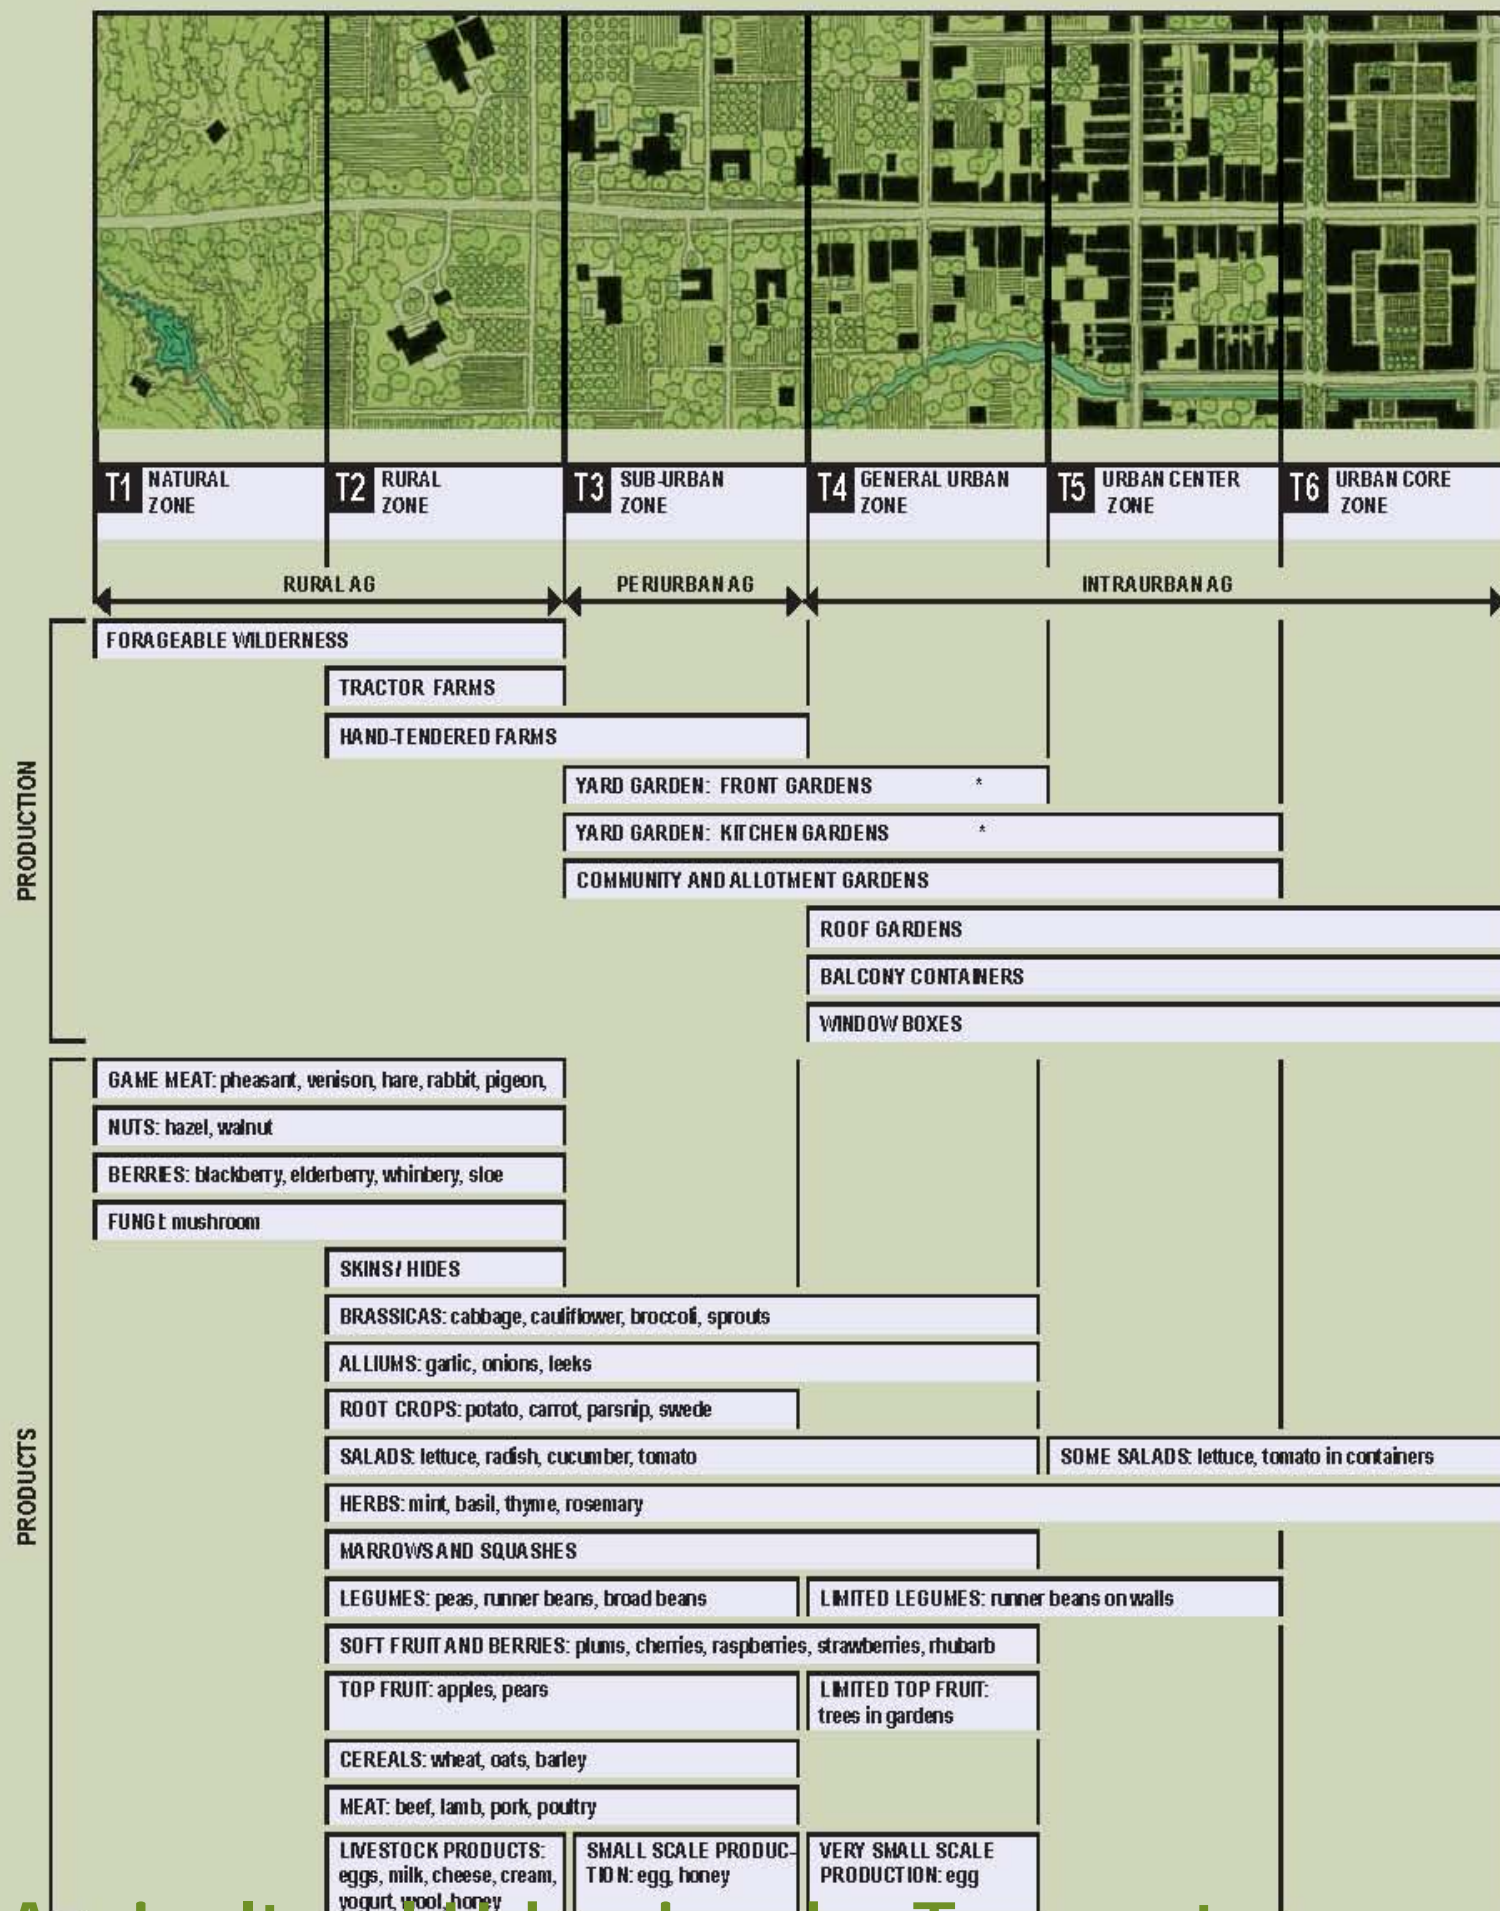 T1 NATURAL ZONE
T2 RURAL ZONE
T3 SUB-URBAN ZONE
T4 GENERAL URBAN ZONE
T5 URBAN CENTER ZONE
T6 URBAN CORE ZONE
RURAL AG
PERIURBAN AG
INTRAURBAN AG
PRODUCTION
FORAGEABLE WILDERNESS
TRACTOR FARMS
HAND-TENDERED FARMS
YARD GARDEN: FRONT GARDENS *
YARD GARDEN: KITCHEN GARDENS *
COMMUNITY AND ALLOTMENT GARDENS
ROOF GARDENS
BALCONY CONTAINERS
WINDOW BOXES
PRODUCTS
GAME MEAT: pheasant, venison, hare, rabbit, pigeon,
NUTS: hazel, walnut
BERRIES: blackberry, elderberry, whinbery, sloe
FUNGI: mushroom
SKINS/ HIDES
BRASSICAS: cabbage, cauliflower, broccoli, sprouts
ALLIUMS: garlic, onions, leeks
ROOT CROPS: potato, carrot, parsnip, swede
SALADS: lettuce, radish, cucumber, tomato
SOME SALADS: lettuce, tomato in containers
HERBS: mint, basil, thyme, rosemary
MARROWS AND SQUASHES
LEGUMES: peas, runner beans, broad beans
LIMITED LEGUMES: runner beans on walls
SOFT FRUIT AND BERRIES: plums, cherries, raspberries, strawberries, rhubarb
TOP FRUIT: apples, pears
LIMITED TOP FRUIT:
trees in gardens
CEREALS: wheat, oats, barley
MEAT: beef, lamb, pork, poultry
LIVESTOCK PRODUCTS:
eggs, milk, cheese, cream,
yogurt, wool, honey
SMALL SCALE PRODUC-
TION: egg, honey
VERY SMALL SCALE
PRODUCTION: egg